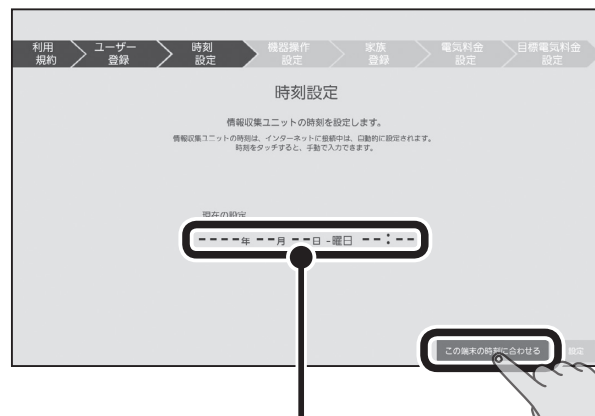 利用
規約
ユーザー
登録
時刻
設定
機器操作
設定
家族
登録
電気料金
設定
目標電気料金
設定
時刻設定
情報収集ユニットの時刻を設定します。
情報収集ユニットの時刻は、インターネットに接続中は、自動的に設定されます。
時刻をタッチすると、手動で入力できます。
現在の設定
----年 --月 --日 -曜日 --:--
この端末の時刻に合わせる
設定